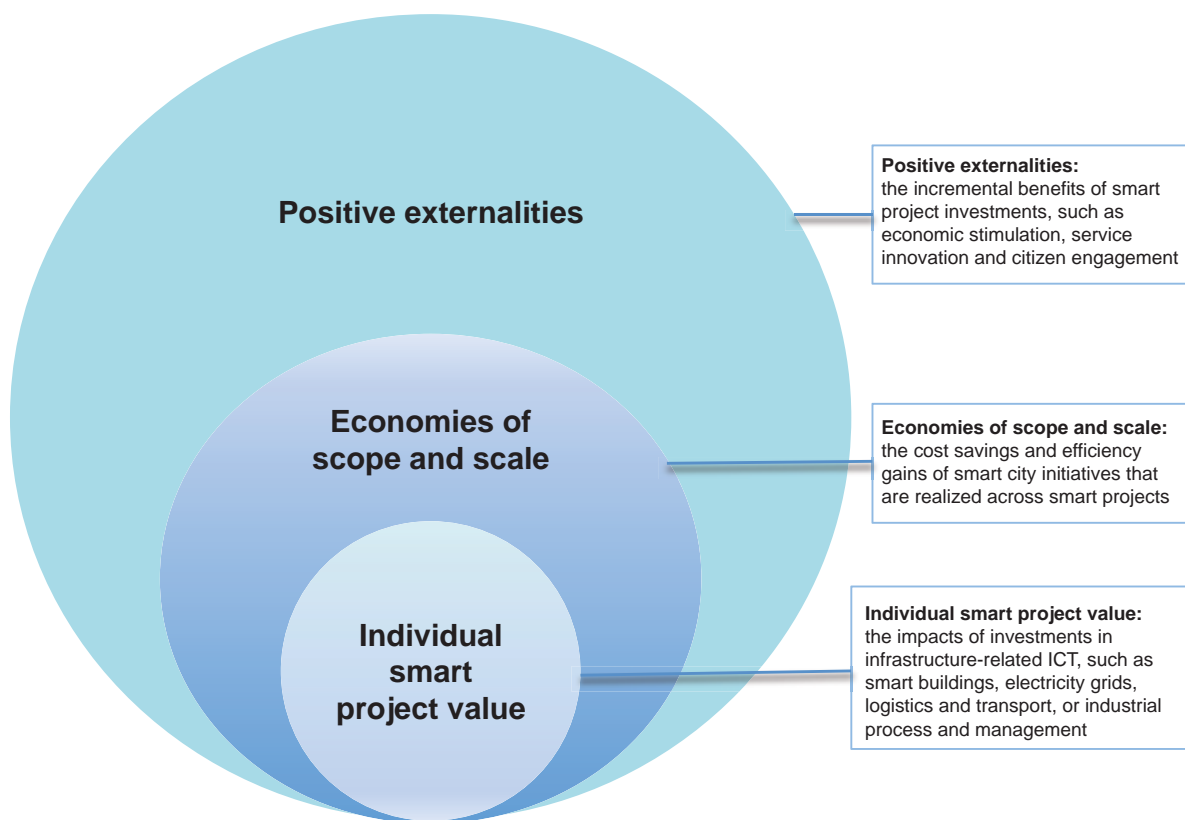 Positive externalities
Positive externalities:
the incremental benefits of smart
project investments, such as
economic stimulation, service
innovation and citizen engagement
Economies of
scope and scale
Economies of scope and scale:
the cost savings and efficiency
gains of smart city initiatives that
are realized across smart projects
Individual
smart
project value
Individual smart project value:
the impacts of investments in
infrastructure-related ICT, such as
smart buildings, electricity grids,
logistics and transport, or industrial
process and management